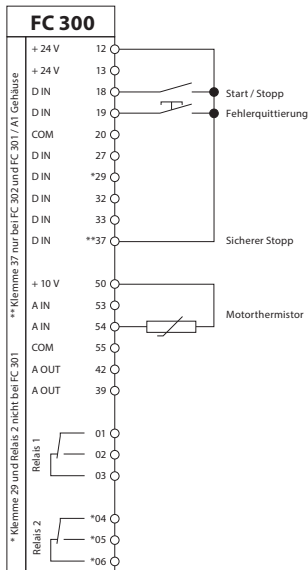 FC 300
+ 24 V 12
+ 24 V 13
D IN 18 Start / Stopp
D IN 19 Fehlerquittierung
COM 20
D IN 27
D IN *29
D IN 32
D IN 33
D IN **37 Sicherer Stopp
+ 10 V 50
A IN 53
Motorthermistor
A IN 54
COM 55
A OUT 42
A OUT 39
Relais 1
01
02
03
Relais 2
*04
*05
*06
* Klemme 29 und Relais 2 nicht bei FC 301
** Klemme 37 nur bei FC 302 und FC 301 / A1 Gehäuse